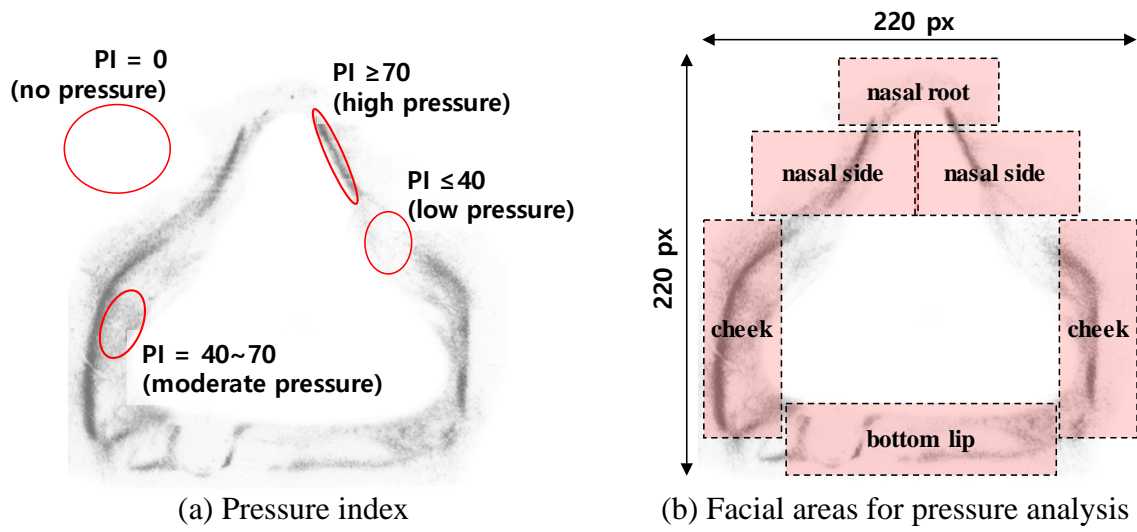 PI = 0
(no pressure)
PI ≥70
(high pressure)
PI ≤40
(low pressure)
PI = 40~70
(moderate pressure)
(a) Pressure index
220 px
220 px
nasal root
nasal side
nasal side
cheek
cheek
bottom lip
(b) Facial areas for pressure analysis